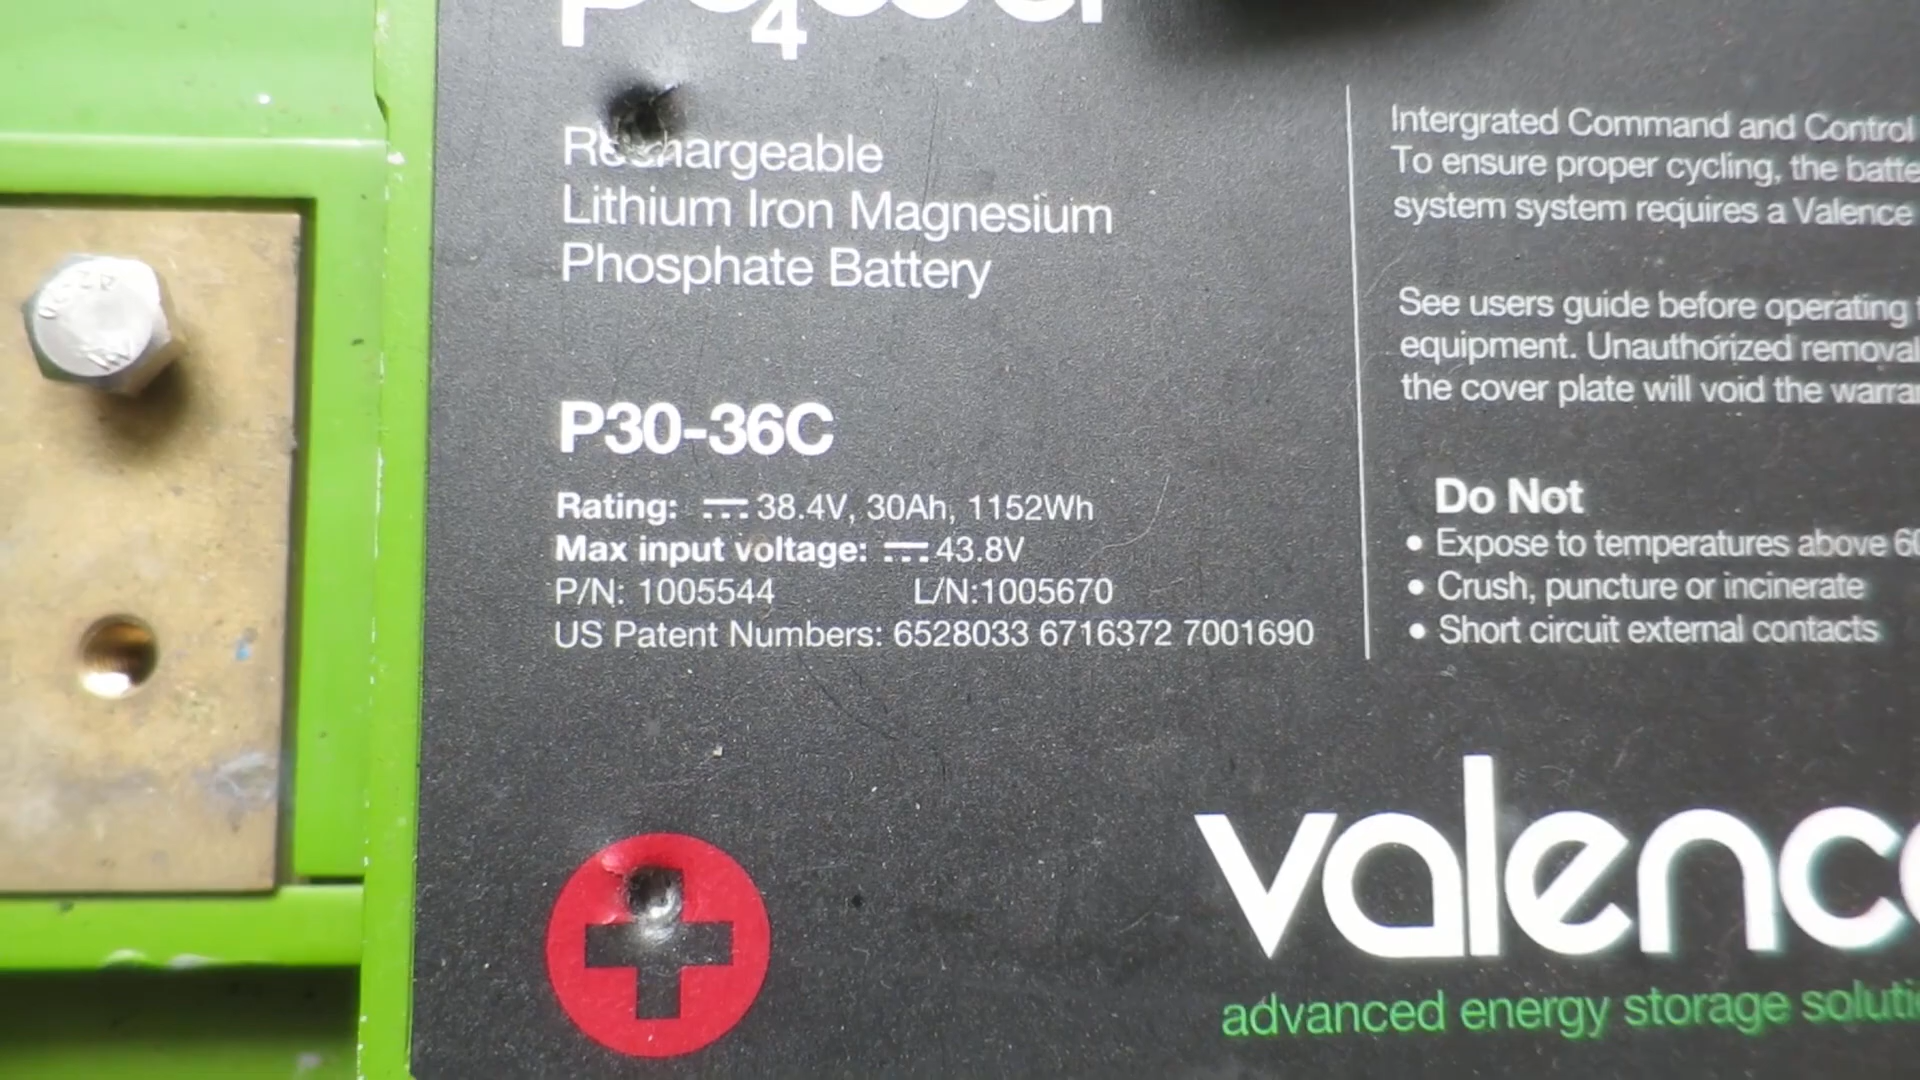 Rechargeable
Lithium Iron Magnesium
Phosphate Battery
P30-36C
Rating: 38.4V, 30Ah, 1152Wh
Max input voltage: 43.8V
P/N: 1005544 L/N:1005670
US Patent Numbers: 6528033 6716372 7001690
Intergrated Command and Control
To ensure proper cycling, the batte
system system requires a Valence
See users guide before operating
equipment. Unauthorized removal
the cover plate will void the warra
Do Not
• Expose to temperatures above 60
• Crush, puncture or incinerate
• Short circuit external contacts
valenc
advanced energy storage soluti